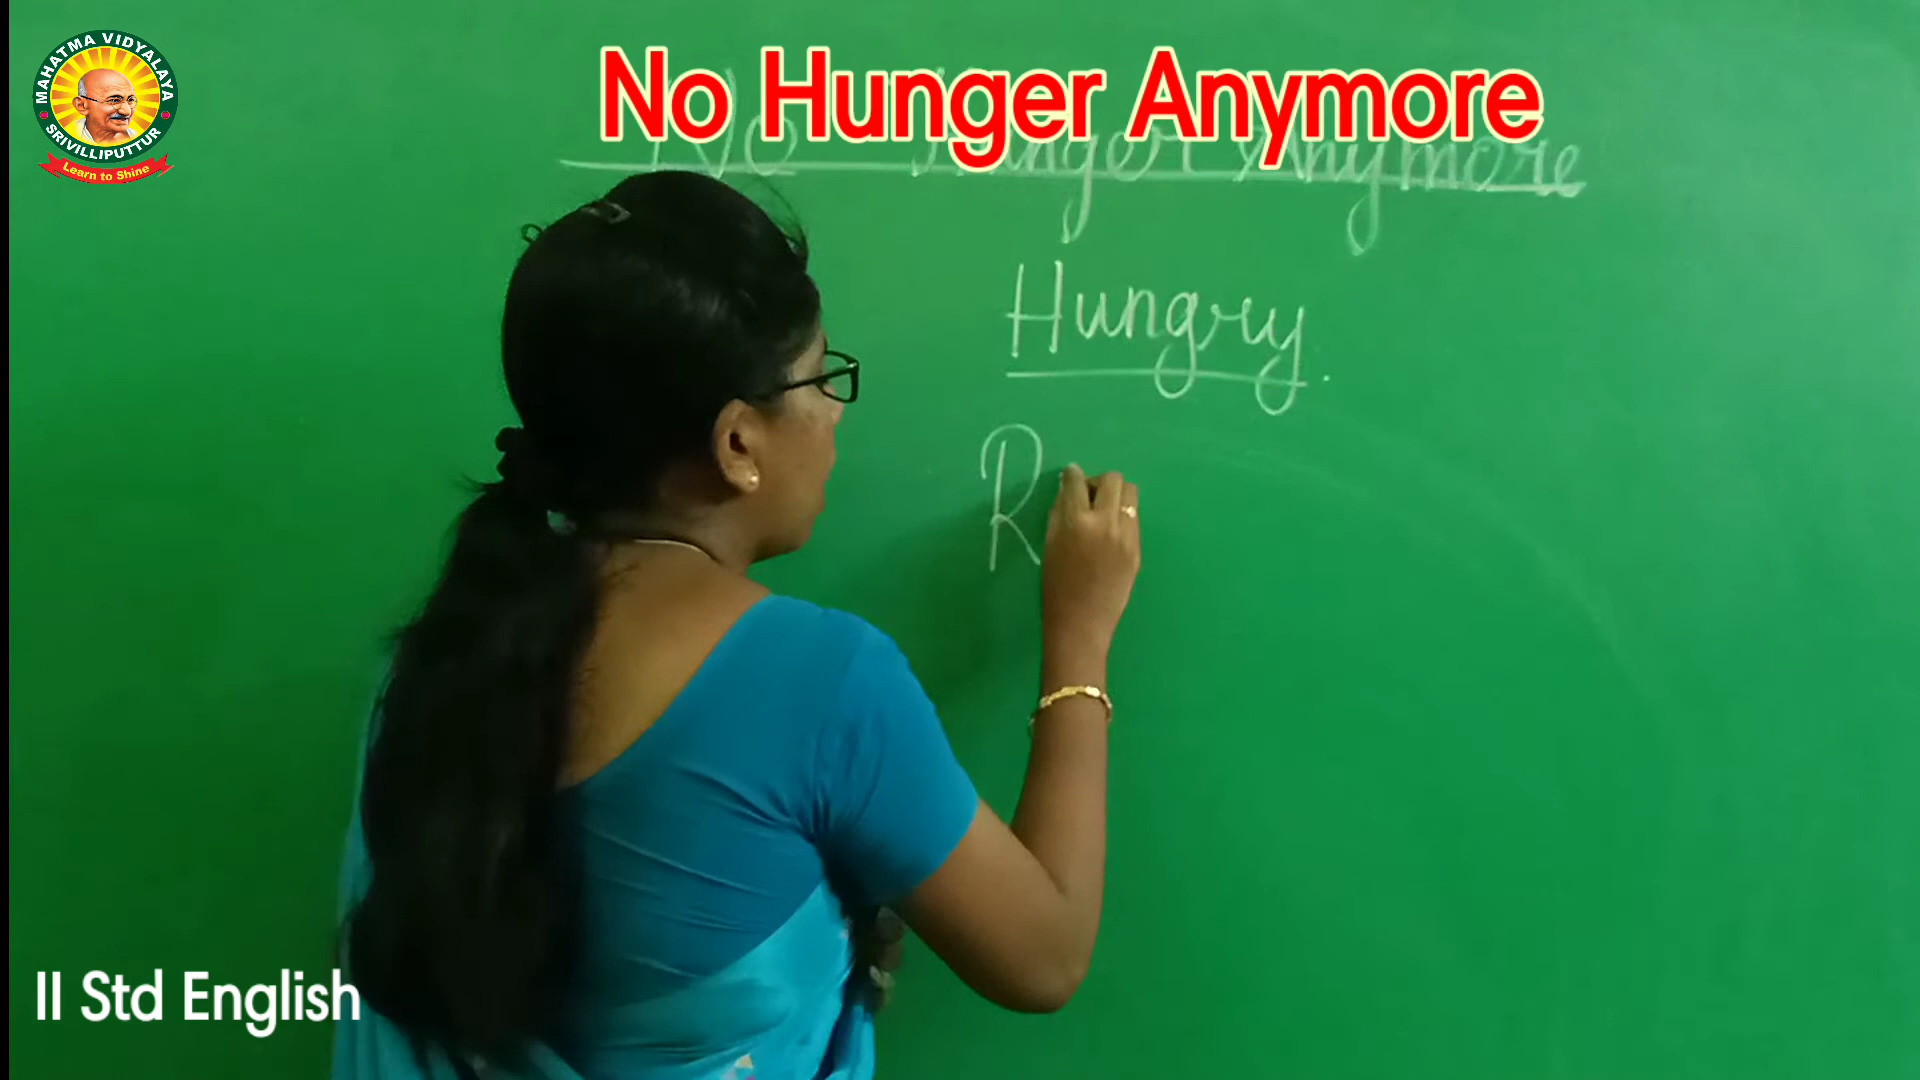 MAHATMA VIDYALAYA
SRIVILLIPUTTUR
Learn to Shine
No Hunger Anymore
No Hunger Anymore
Hungry.
R
II Std English